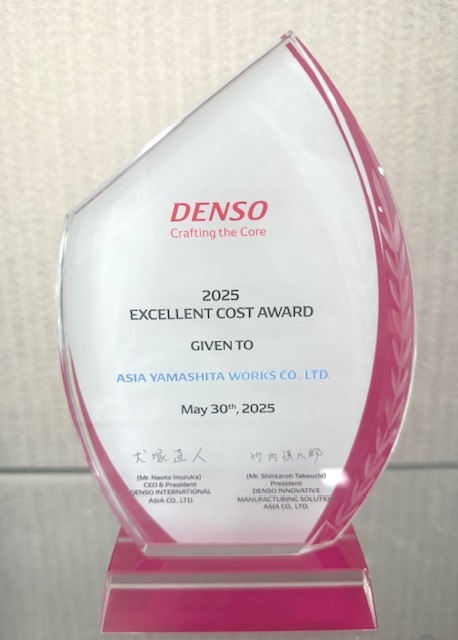 DENSO
Crafting the Core
2025
EXCELLENT COST AWARD
GIVEN TO
ASIA YAMASHITA WORKS CO., LTD.
May 30th, 2025
犬塚直人
竹内慎太郎
(Mr. Naoto Inuzuka)
CEO & President
DENSO INTERNATIONAL
ASIA CO., LTD.
(Mr. Shintaroh Takeuchi)
President
DENSO INNOVATIVE
MANUFACTURING SOLUTION
ASIA CO., LTD.